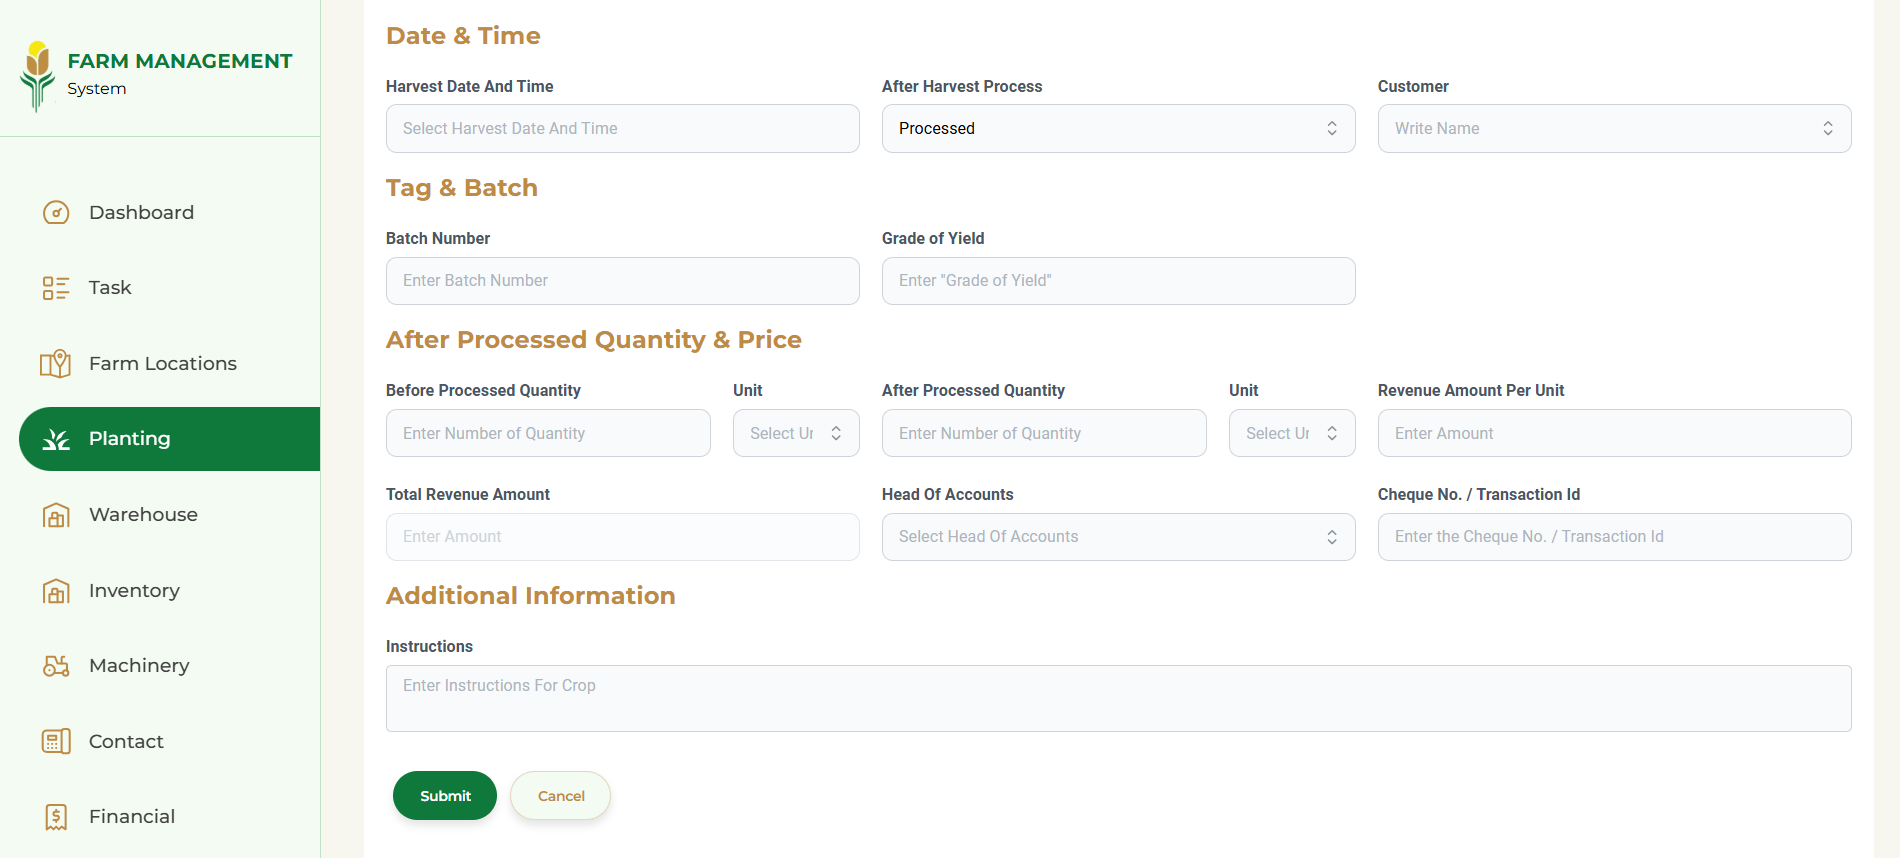 FARM MANAGEMENT
System
Dashboard
Task
Farm Locations
Planting
Warehouse
Inventory
Machinery
Contact
Financial
Date & Time
Harvest Date And Time
After Harvest Process
Customer
Select Harvest Date And Time
Processed
Write Name
Tag & Batch
Batch Number
Grade of Yield
Enter Batch Number
Enter "Grade of Yield"
After Processed Quantity & Price
Before Processed Quantity
Unit
After Processed Quantity
Unit
Revenue Amount Per Unit
Enter Number of Quantity
Select Ur
Enter Number of Quantity
Select Ur
Enter Amount
Total Revenue Amount
Head Of Accounts
Cheque No. / Transaction Id
Enter Amount
Select Head Of Accounts
Enter the Cheque No. / Transaction Id
Additional Information
Instructions
Enter Instructions For Crop
Submit
Cancel